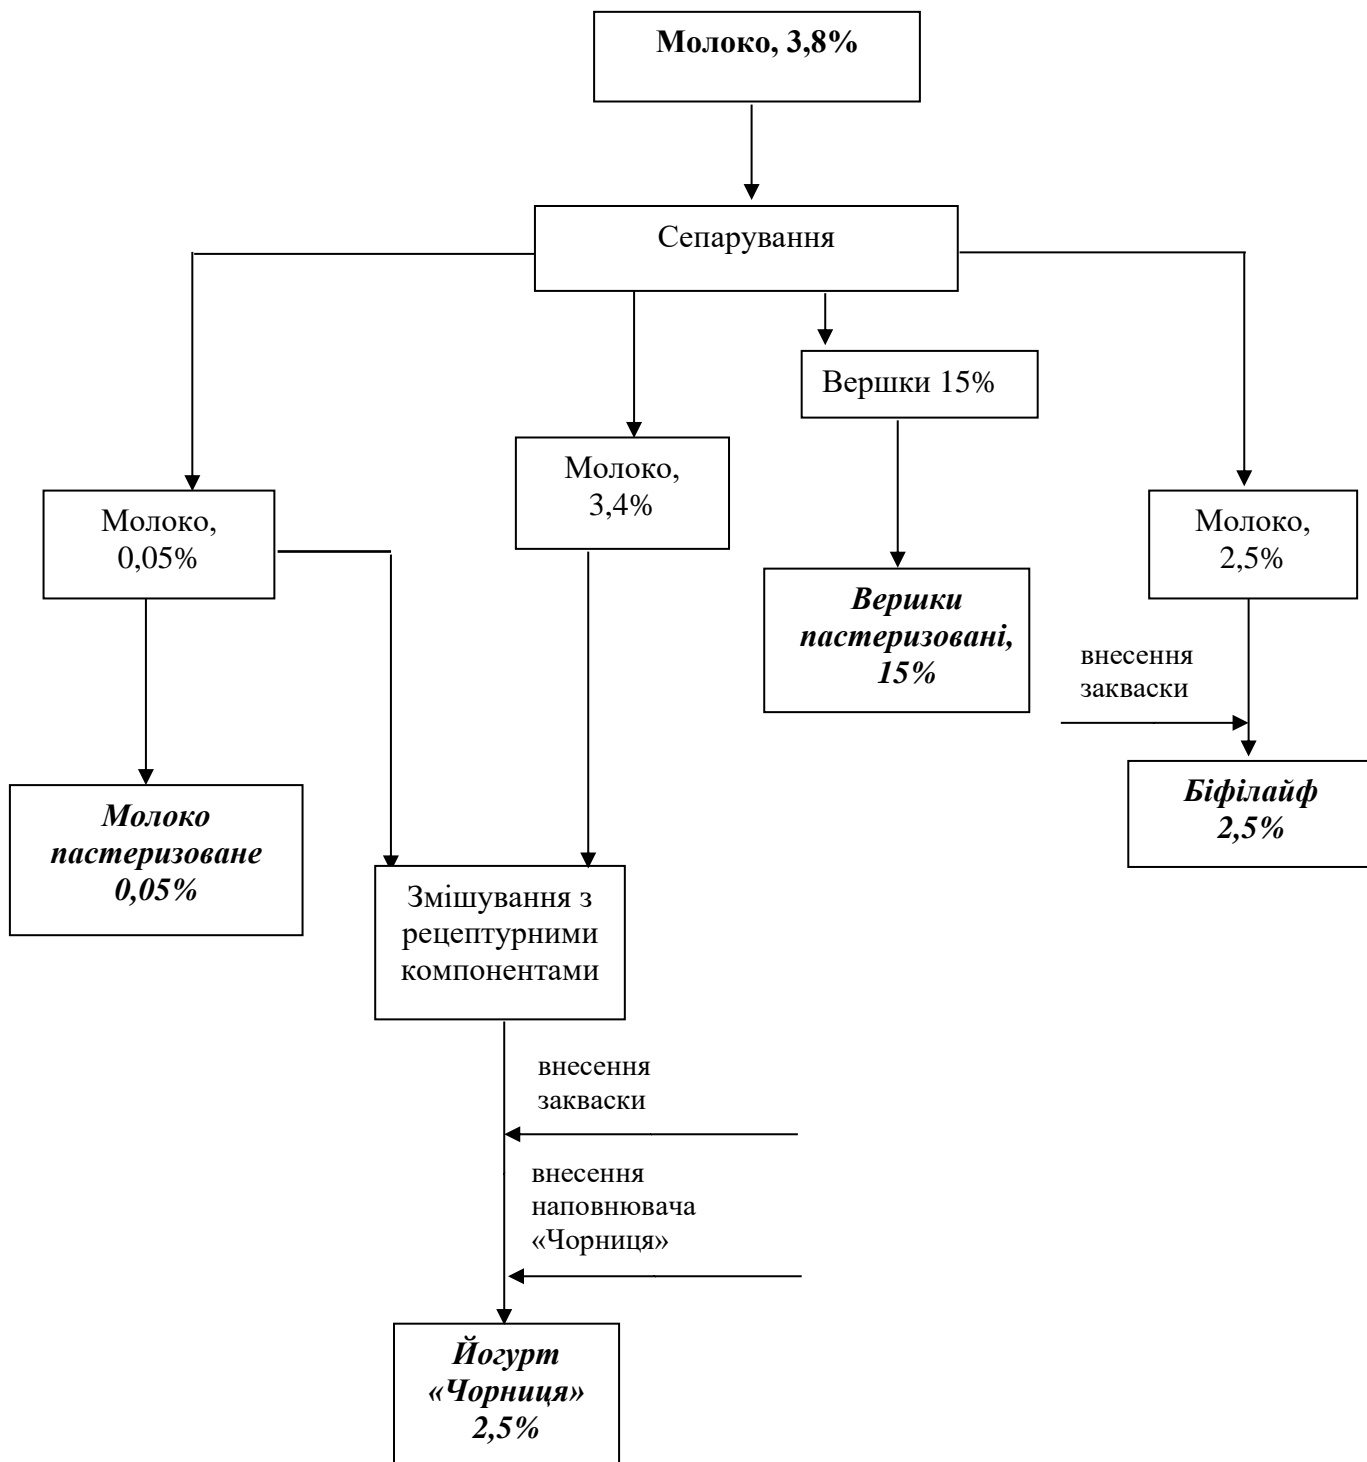 Молоко, 3,8%
Сепарування
Вершки 15%
Молоко,
3,4%
Молоко,
0,05%
Молоко,
2,5%
Вершки
пастеризовані,
15%
внесення
закваски
Біфілайф
2,5%
Молоко
пастеризоване
0,05%
Змішування з
рецептурними
компонентами
внесення
закваски
внесення
наповнювача
«Чорниця»
Йогурт
«Чорниця»
2,5%